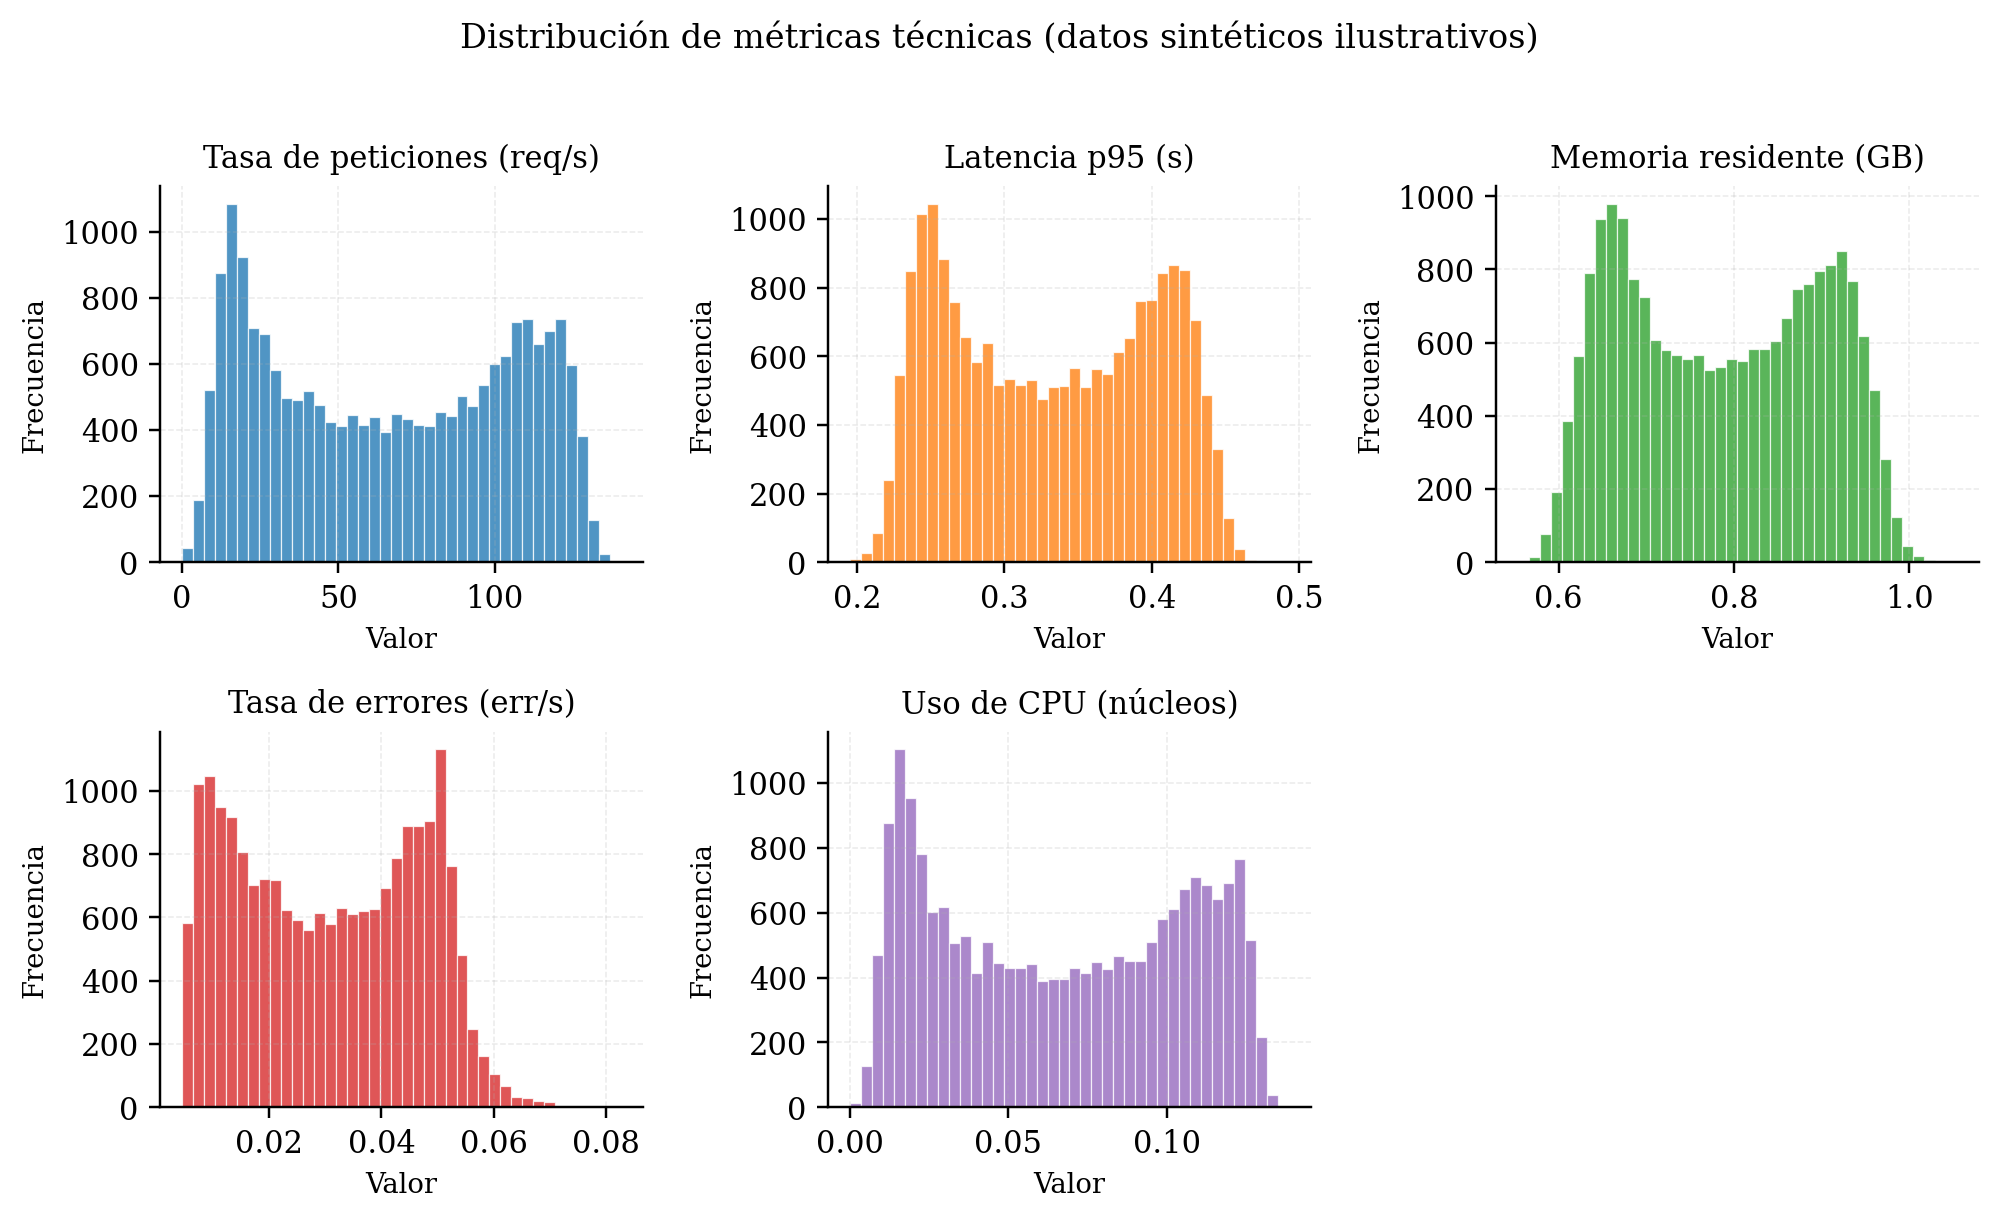 Distribución de métricas técnicas (datos sintéticos ilustrativos)
Tasa de peticiones (req/s)
Frecuencia
1000
800
600
400
200
0
0 50 100
Valor
Latencia p95 (s)
Frecuencia
1000
800
600
400
200
0
0.2 0.3 0.4 0.5
Valor
Memoria residente (GB)
Frecuencia
1000
800
600
400
200
0
0.6 0.8 1.0
Valor
Tasa de errores (err/s)
Frecuencia
1000
800
600
400
200
0
0.02 0.04 0.06 0.08
Valor
Uso de CPU (núcleos)
Frecuencia
1000
800
600
400
200
0
0.00 0.05 0.10
Valor